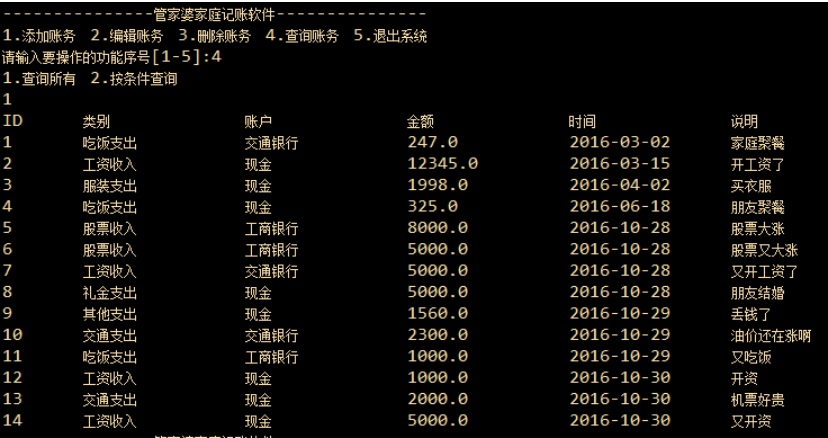 ---------------管家婆家庭记账软件---------------
1.添加账务 2.编辑账务 3.删除账务 4.查询账务 5.退出系统
请输入要操作的功能序号[1-5]:4
1.查询所有 2.按条件查询
1
ID 类别 账户 金额 时间 说明
1 吃饭支出 交通银行 247.0 2016-03-02 家庭聚餐
2 工资收入 现金 12345.0 2016-03-15 开工资了
3 服装支出 现金 1998.0 2016-04-02 买衣服
4 吃饭支出 现金 325.0 2016-06-18 朋友聚餐
5 股票收入 工商银行 8000.0 2016-10-28 股票大涨
6 股票收入 工商银行 5000.0 2016-10-28 股票又大涨
7 工资收入 交通银行 5000.0 2016-10-28 又开工资了
8 礼金支出 现金 5000.0 2016-10-28 朋友结婚
9 其他支出 现金 1560.0 2016-10-29 丢钱了
10 交通支出 交通银行 2300.0 2016-10-29 油价还在涨啊
11 吃饭支出 工商银行 1000.0 2016-10-29 又吃饭
12 工资收入 现金 1000.0 2016-10-30 开资
13 交通支出 现金 2000.0 2016-10-30 机票好贵
14 工资收入 现金 5000.0 2016-10-30 又开资